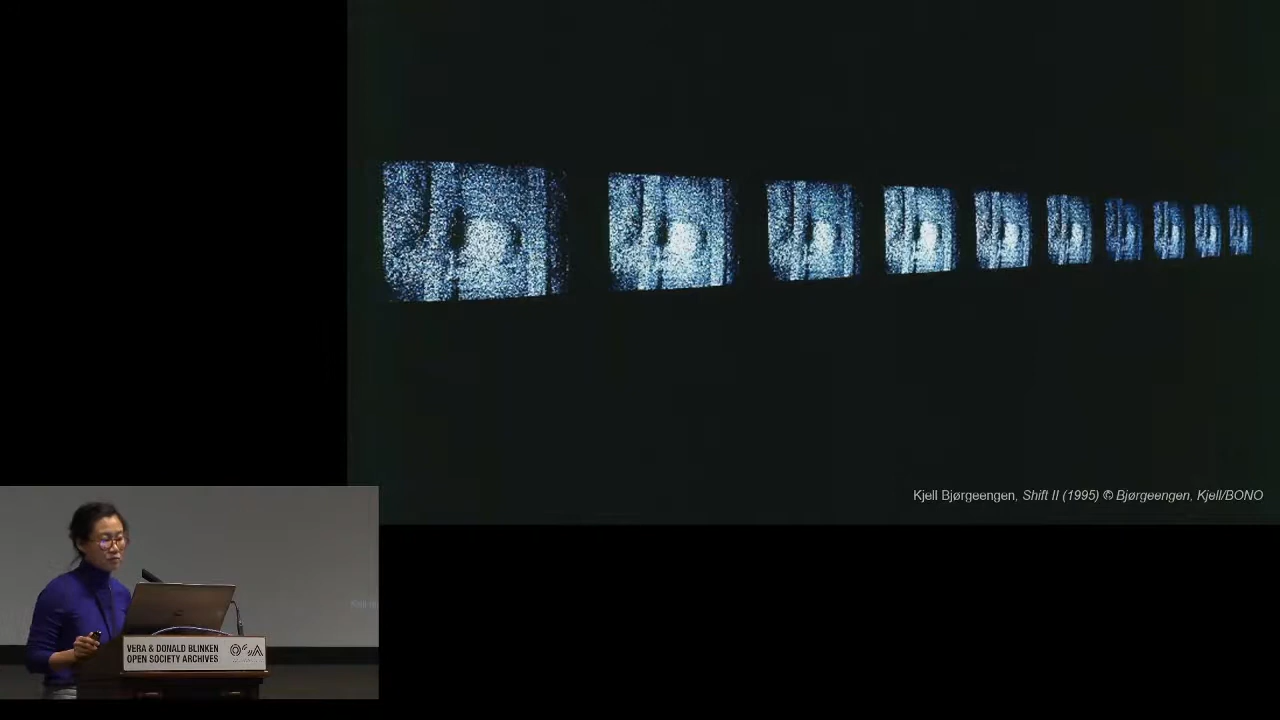 Kjell Bjørgeengen, Shift II (1995) © Bjørgeengen, Kjell/BONO
VERA & DONALD BLINKEN
OPEN SOCIETY ARCHIVES